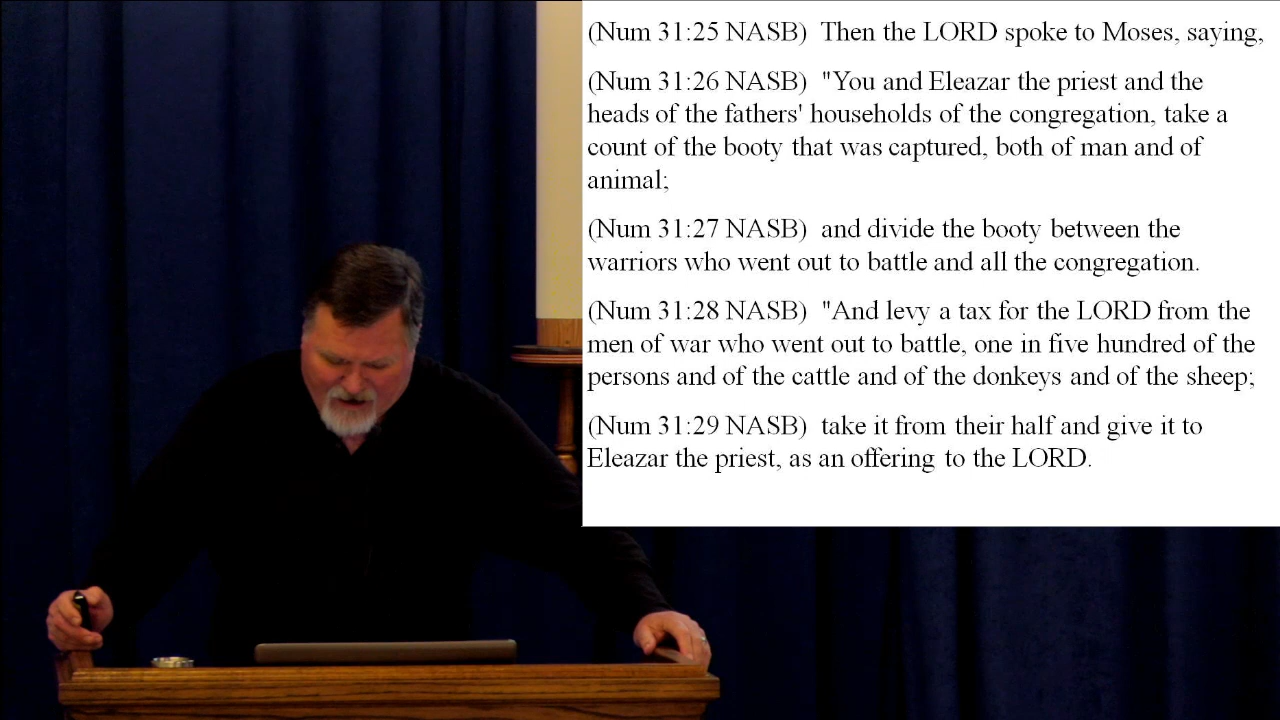 (Num 31:25 NASB) Then the LORD spoke to Moses, saying,
(Num 31:26 NASB) "You and Eleazar the priest and the
heads of the fathers' households of the congregation, take a
count of the booty that was captured, both of man and of
animal;
(Num 31:27 NASB) and divide the booty between the
warriors who went out to battle and all the congregation.
(Num 31:28 NASB) "And levy a tax for the LORD from the
men of war who went out to battle, one in five hundred of the
persons and of the cattle and of the donkeys and of the sheep;
(Num 31:29 NASB) take it from their half and give it to
Eleazar the priest, as an offering to the LORD.